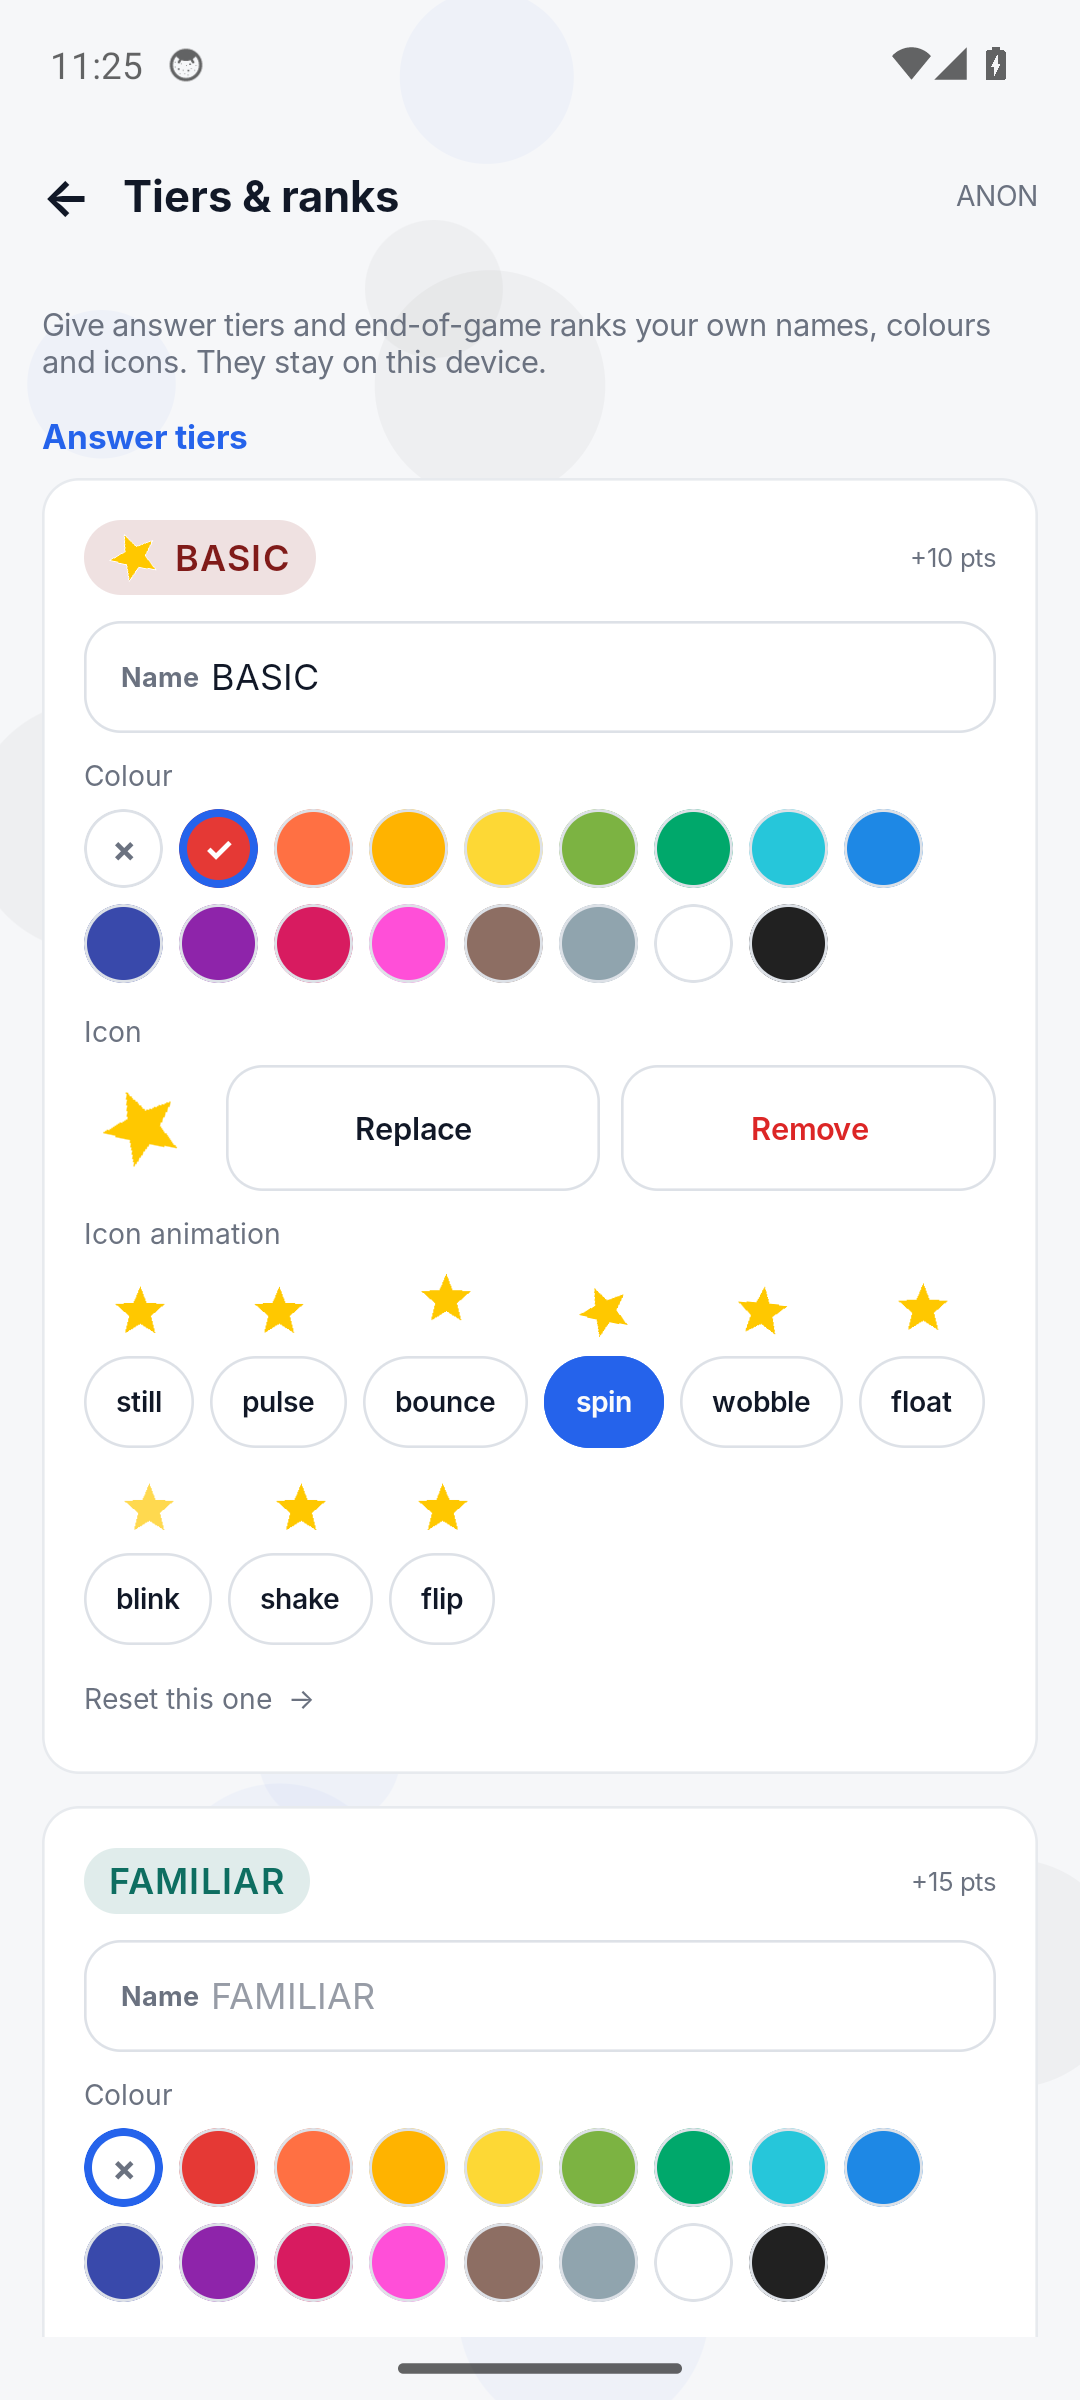 11:25
Tiers & ranks
ANON
Give answer tiers and end-of-game ranks your own names, colours
and icons. They stay on this device.
Answer tiers
BASIC
+10 pts
Name BASIC
Colour
Icon
Replace
Remove
Icon animation
still pulse bounce spin wobble float
blink shake flip
Reset this one →
FAMILIAR
+15 pts
Name FAMILIAR
Colour